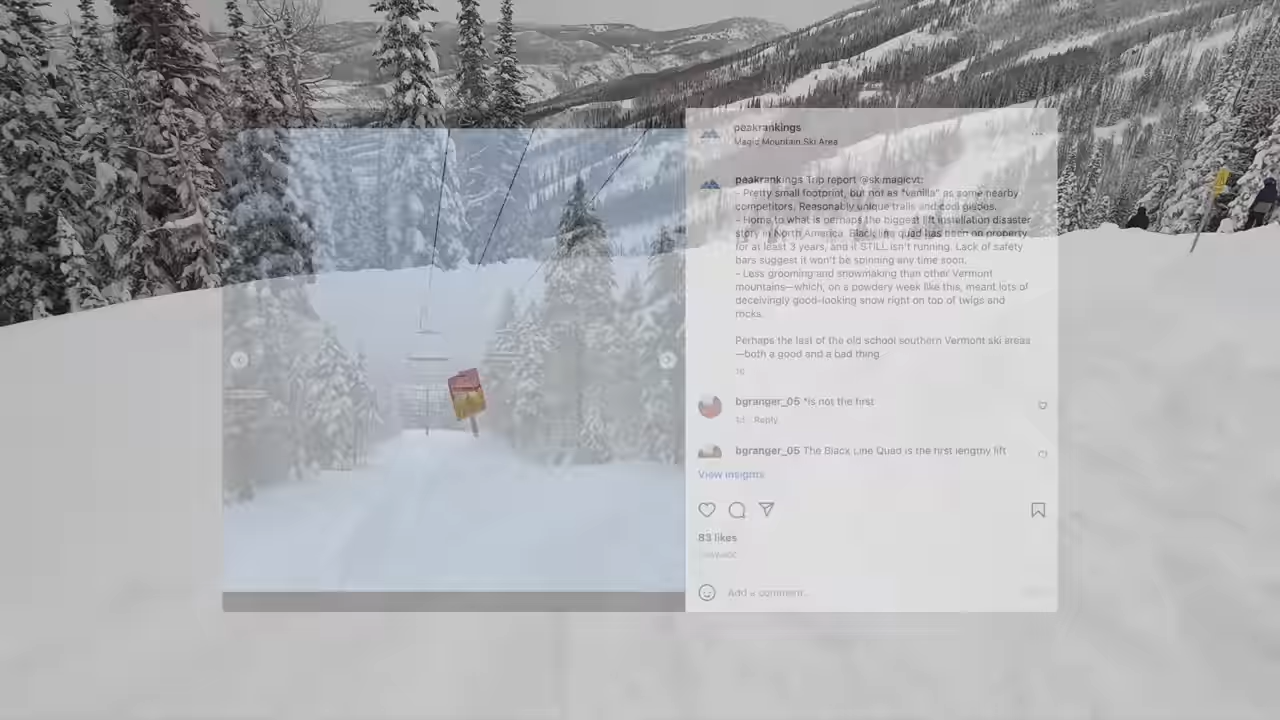 peakrankings
Magic Mountain Ski Area
peakrankings Trip report @skimagicvt:
- Pretty small footprint, but not as "vanilla" as some nearby
competitors. Reasonably unique trails and cool glades.
- Home to what is perhaps the biggest lift installation disaster
story in North America. Black line quad has been on property
for at least 3 years, and it STILL isn't running. Lack of safety
bars suggest it won't be spinning any time soon.
- Less grooming and snowmaking than other Vermont
mountains—which, on a powdery week like this, meant lots of
deceivingly good-looking snow right on top of twigs and
rocks.
Perhaps the last of the old school southern Vermont ski areas
—both a good and a bad thing.
bgranger_05 *is not the first
Reply
bgranger_05 The Black Line Quad is the first lengthy lift
View insights
83 likes
Add a comment...